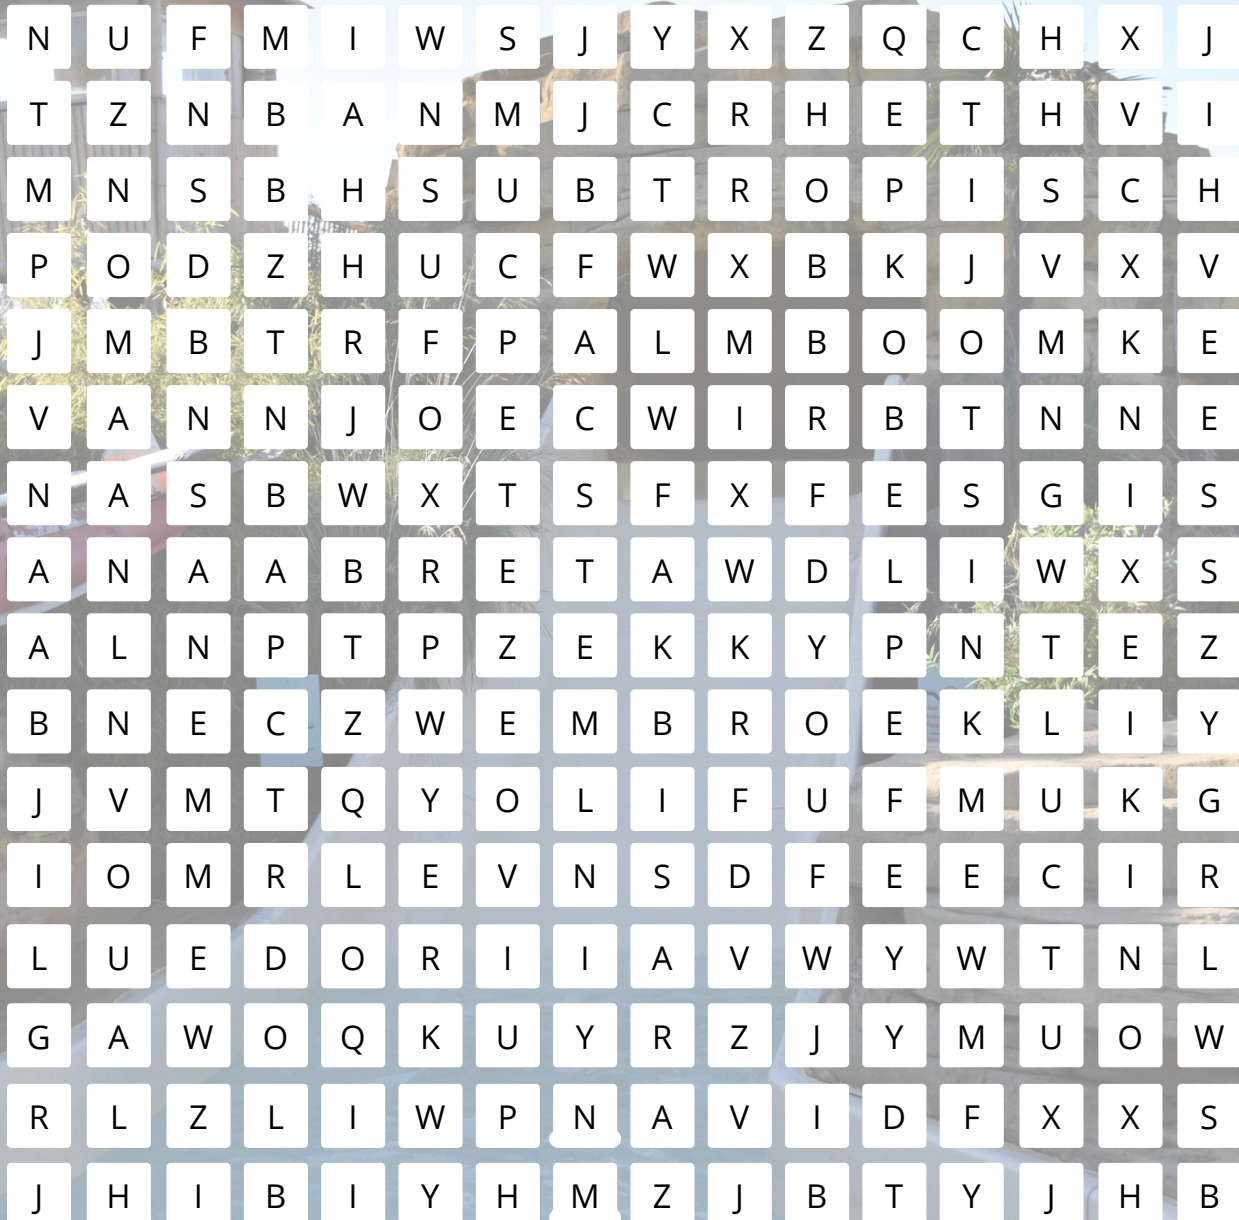 N U F M I W S J Y X Z Q C H X J
T Z N B A N M J C R H E T H V I
M N S B H S U B T R O P I S C H
P O D Z H U C F W X B K J V X V
J M B T R F P A L M B O O M K E
V A N N J O E C W I R B T N N E
N A S B W X T S F X F E S G I S
A N A A B R E T A W D L I W X S
A L N P T P Z E K K Y P N T E Z
B N E C Z W E M B R O E K L I Y
J V M T Q Y O L I F U F M U K G
I O M R L E V N S D F E E C I R
L U E D O R I I A V W Y W T N L
G A W O Q K U Y R Z J Y M U O W
R L Z L I W P N A V I D F X X S
J H I B I Y H M Z J B T Y J H B